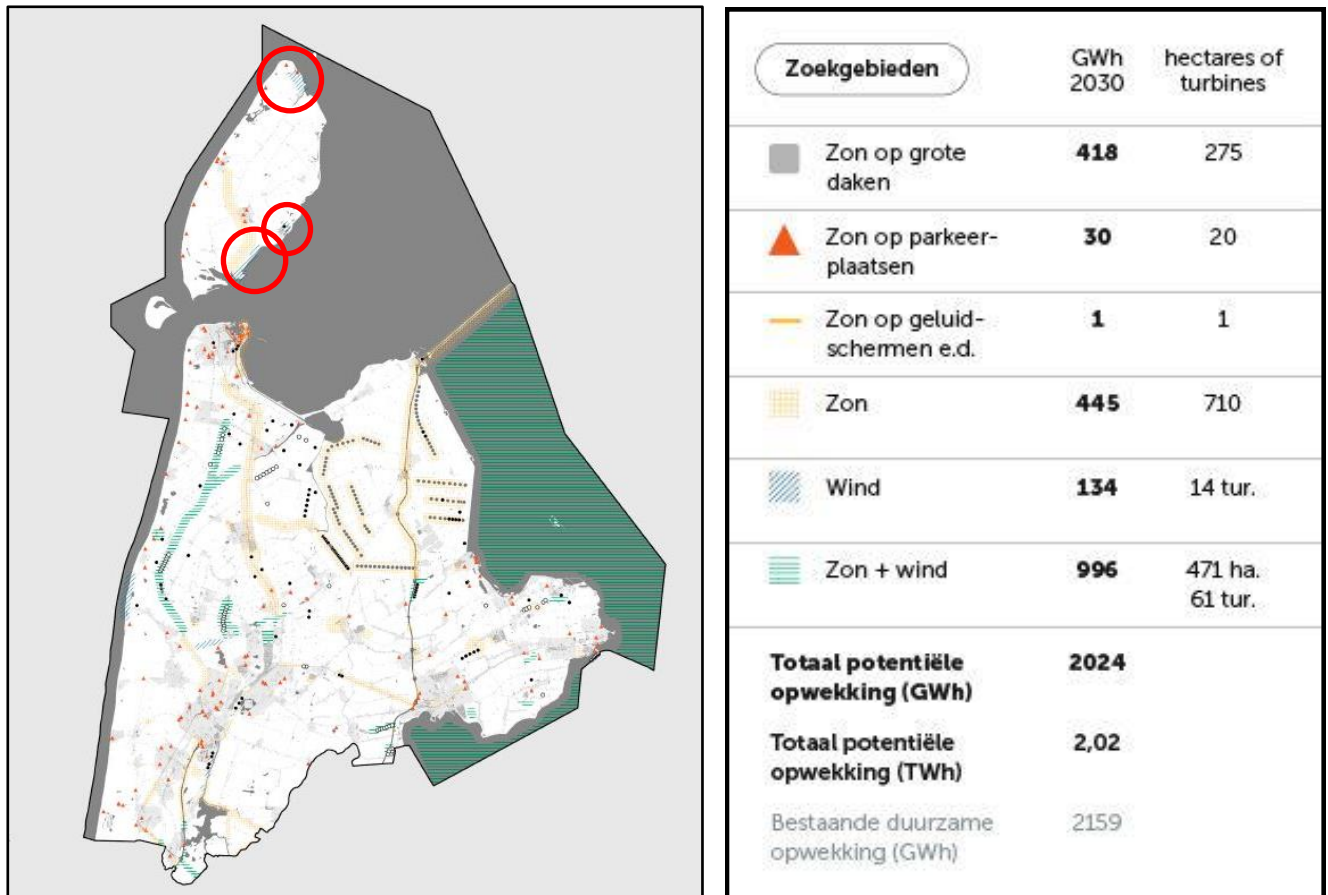 Zoekgebieden
GWh
2030
hectares of
turbines
Zon op grote
daken
418
275
Zon op parkeer-
plaatsen
30
20
Zon op geluid-
schermen e.d.
1
1
Zon
445
710
Wind
134
14 tur.
Zon + wind
996
471 ha.
61 tur.
Totaal potentiële
opwekking (GWh)
2024
Totaal potentiële
opwekking (TWh)
2,02
Bestaande duurzame
opwekking (GWh)
2159